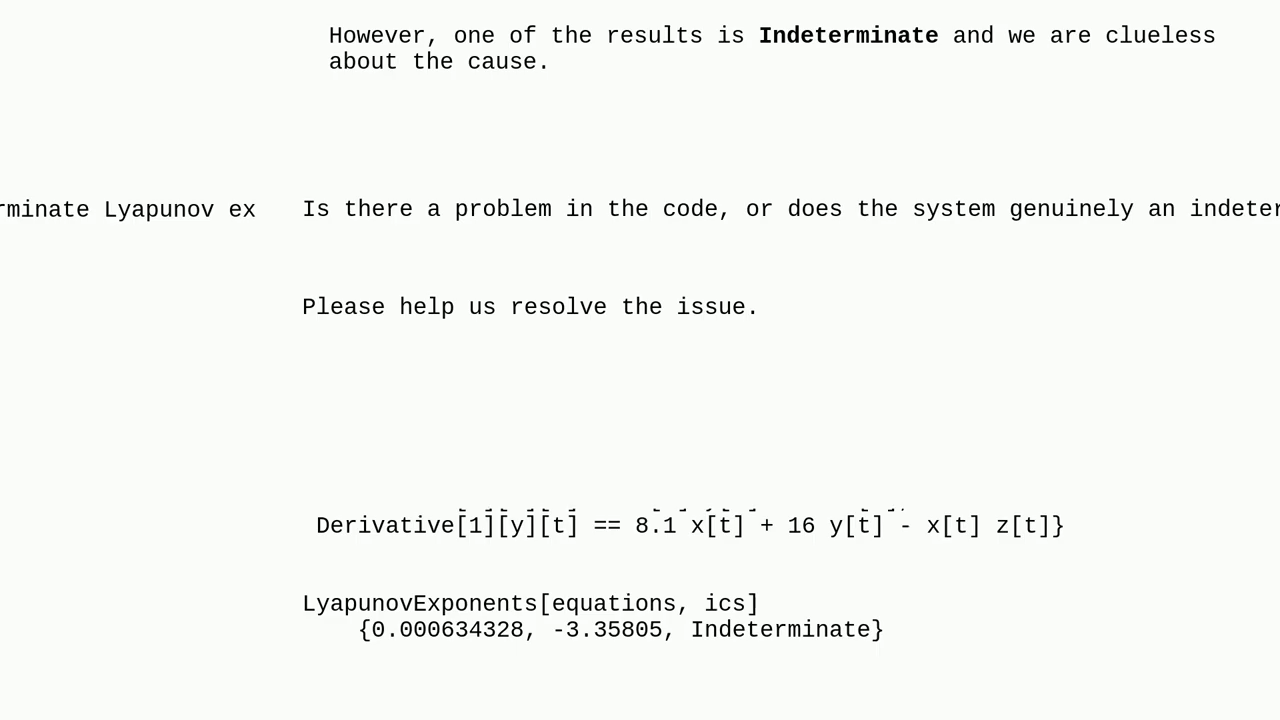 However, one of the results is Indeterminate and we are clueless
about the cause.
rminate Lyapunov ex
Is there a problem in the code, or does the system genuinely an indeter
Please help us resolve the issue.
Derivative[1][y][t] == 8.1 x[t] + 16 y[t] - x[t] z[t]}
LyapunovExponents[equations, ics]
{0.000634328, -3.35805, Indeterminate}